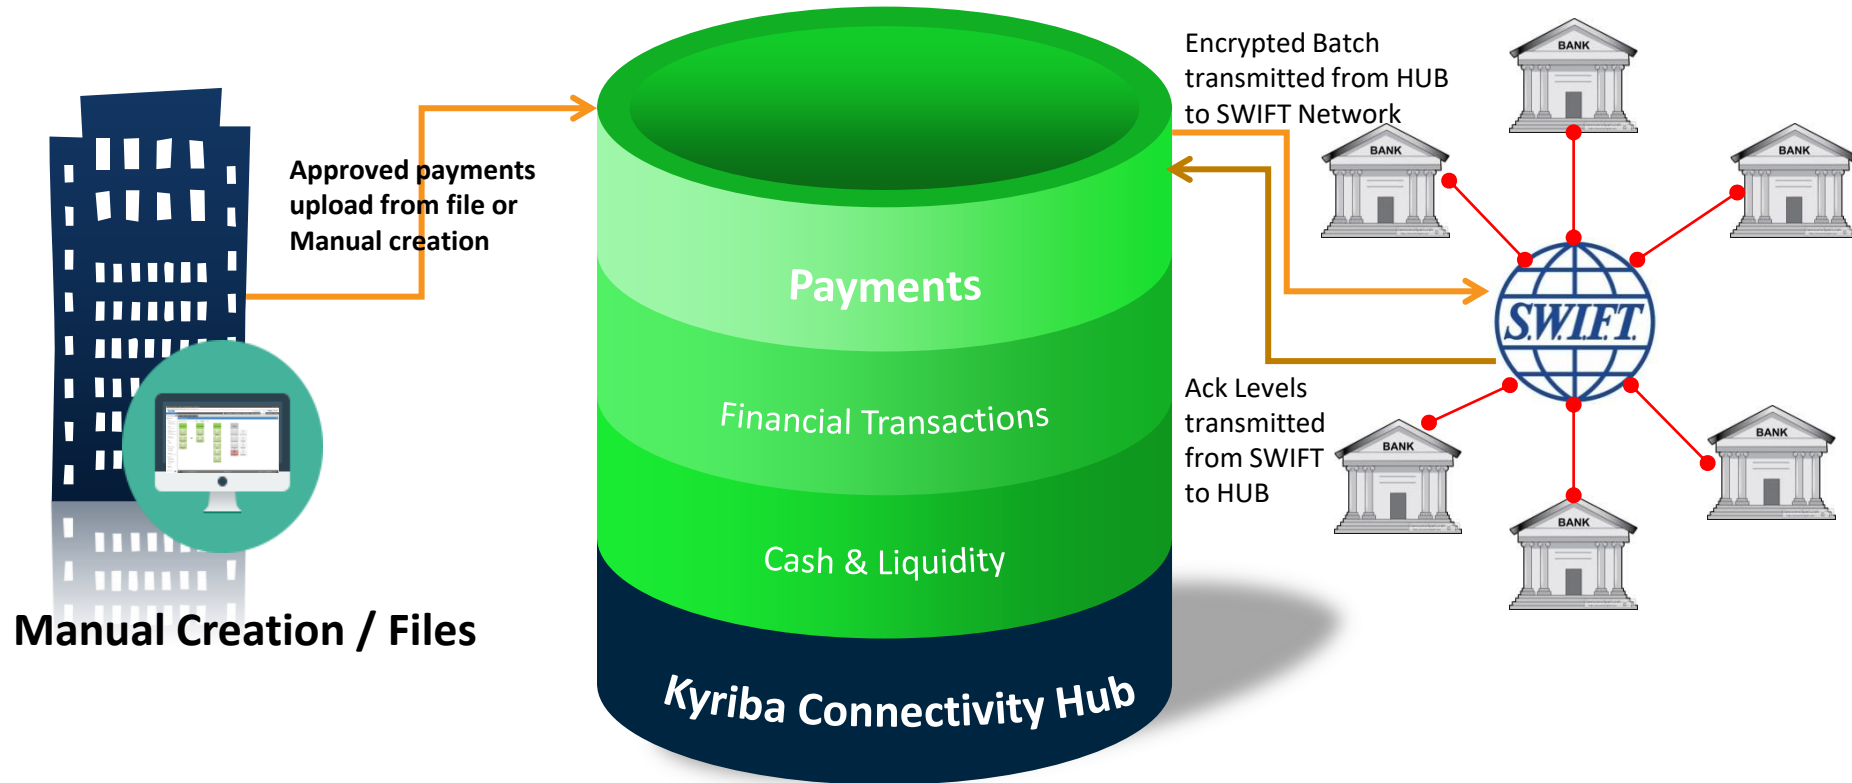 Approved payments
upload from file or
Manual creation
Manual Creation / Files
Payments
Financial Transactions
Cash & Liquidity
Kyriba Connectivity Hub
Encrypted Batch
transmitted from HUB
to SWIFT Network
Ack Levels
transmitted
from SWIFT
to HUB
BANK
BANK
BANK
S.W.I.F.T.
BANK
BANK
BANK